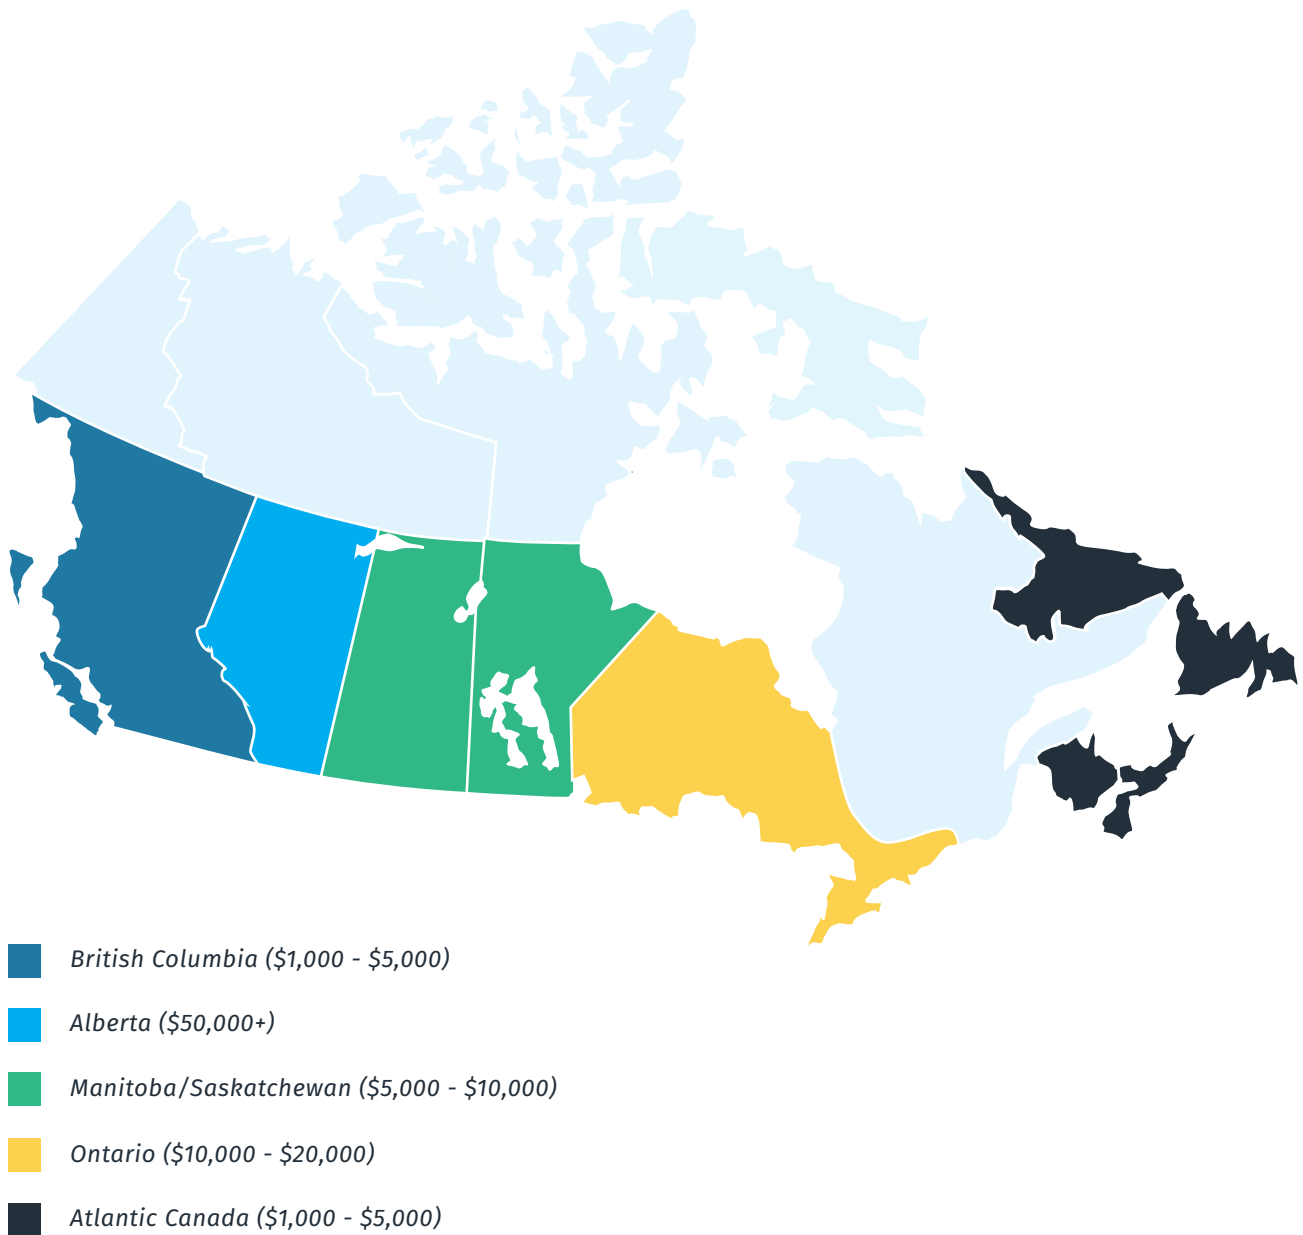 British Columbia ($1,000 - $5,000)
Alberta ($50,000+)
Manitoba/Saskatchewan ($5,000 - $10,000)
Ontario ($10,000 - $20,000)
Atlantic Canada ($1,000 - $5,000)